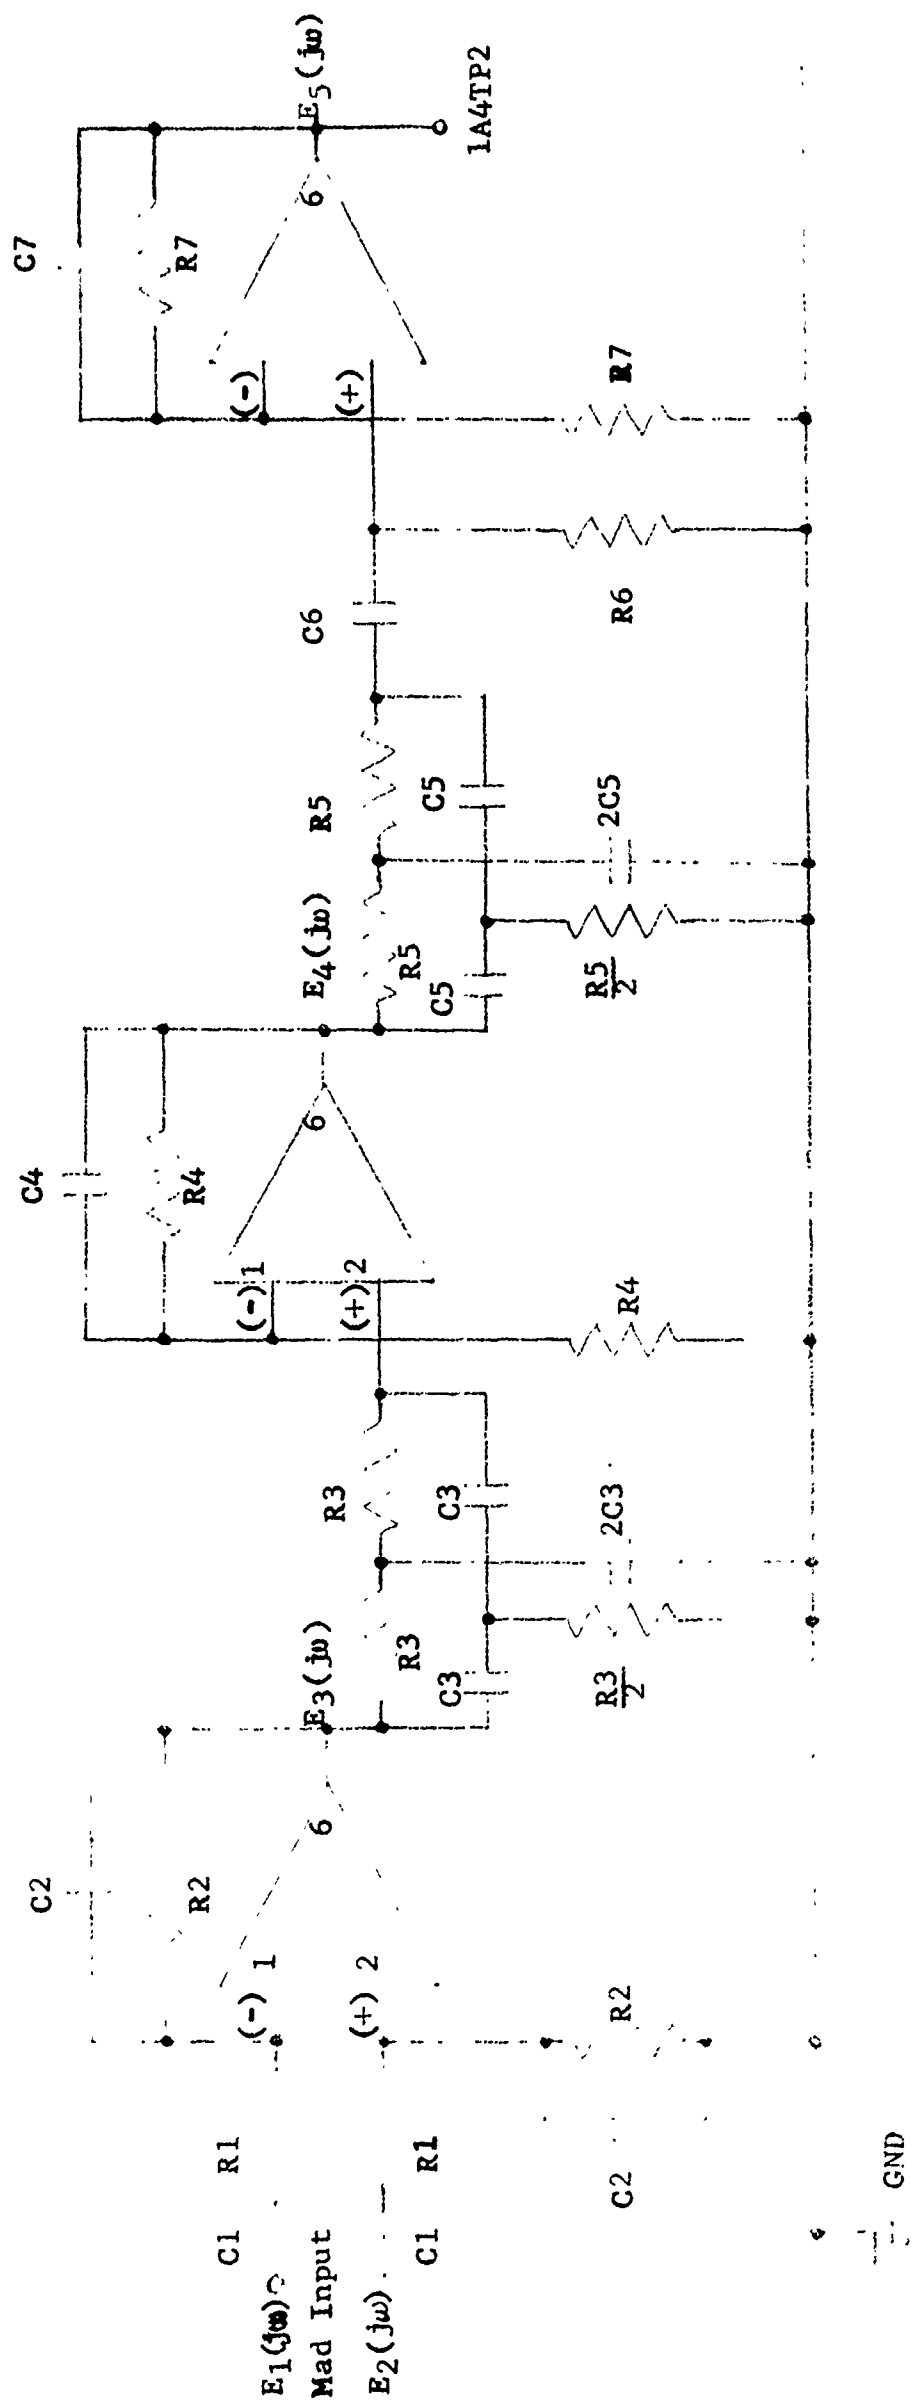 C2
C4
C7
R2
R4
R7
C1 R1
(-) 1
(-) 1
(-)
E1(jω)
Mad Input
E2(jω)
6
E3(jω)
6
E4(jω)
6
E5(jω)
(+) 2
R3
(+) 2
R5
C6
(+)
1A4TP2
C1 R1
R3
C3
C3
R5
C5
C5
C2
R2
R3/2
2C3
R4
R5/2
2C5
R6
R7
GND